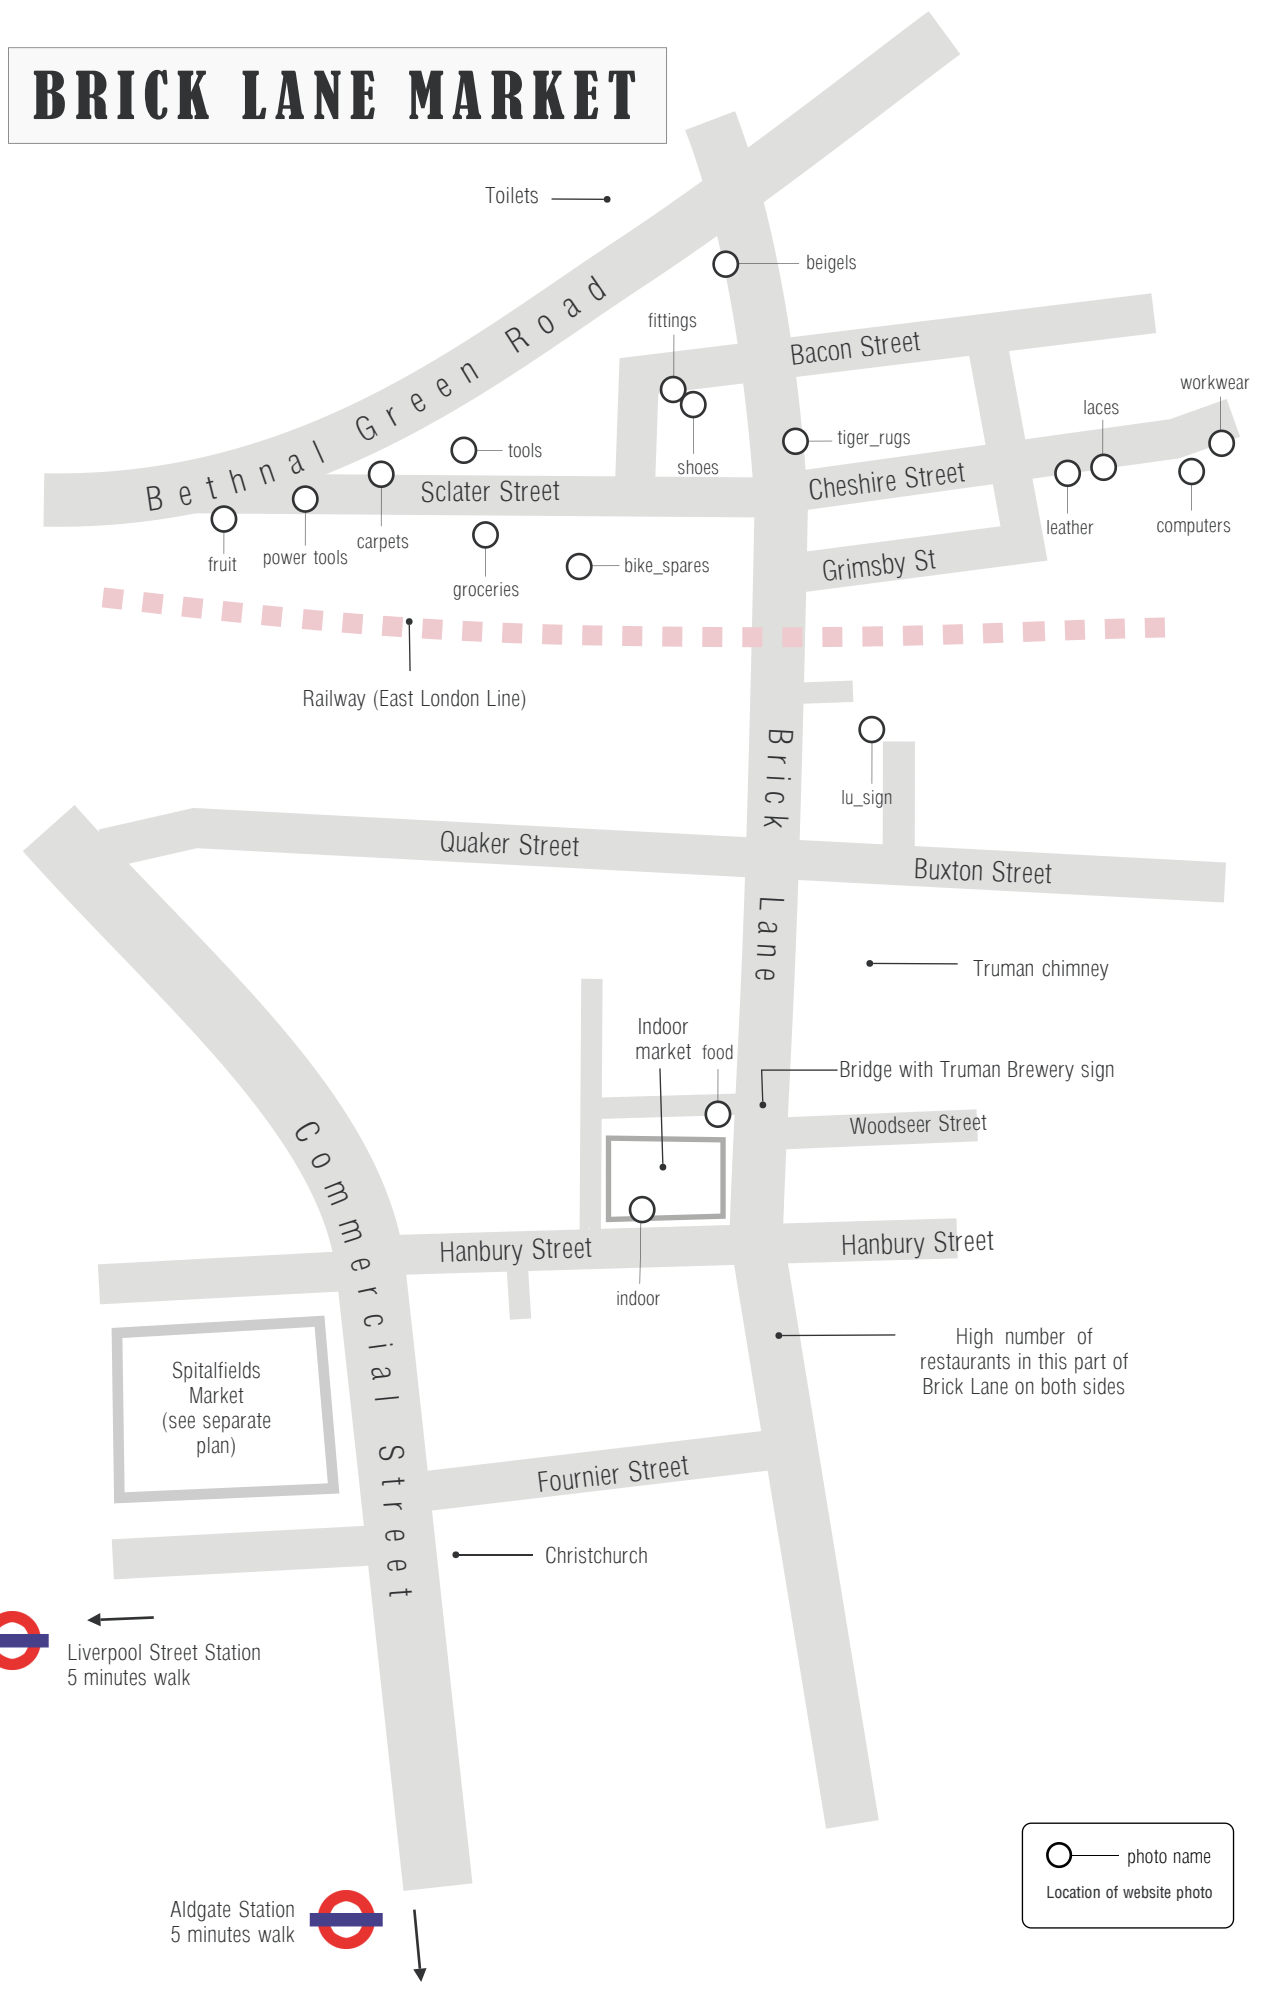 BRICK LANE MARKET
Toilets
beigels
Bethnal Green Road
fittings
Bacon Street
workwear
laces
tiger_rugs
tools
shoes
Sclater Street
Cheshire Street
leather
computers
carpets
power tools
fruit
groceries
bike_spares
Grimsby St
Railway (East London Line)
Brick Lane
lu_sign
Quaker Street
Buxton Street
Truman chimney
Indoor
market
food
Bridge with Truman Brewery sign
Woodseer Street
Commercial Street
Hanbury Street
Hanbury Street
indoor
High number of
restaurants in this part of
Brick Lane on both sides
Spitalfields
Market
(see separate
plan)
Fournier Street
Christchurch
Liverpool Street Station
5 minutes walk
photo name
Location of website photo
Aldgate Station
5 minutes walk